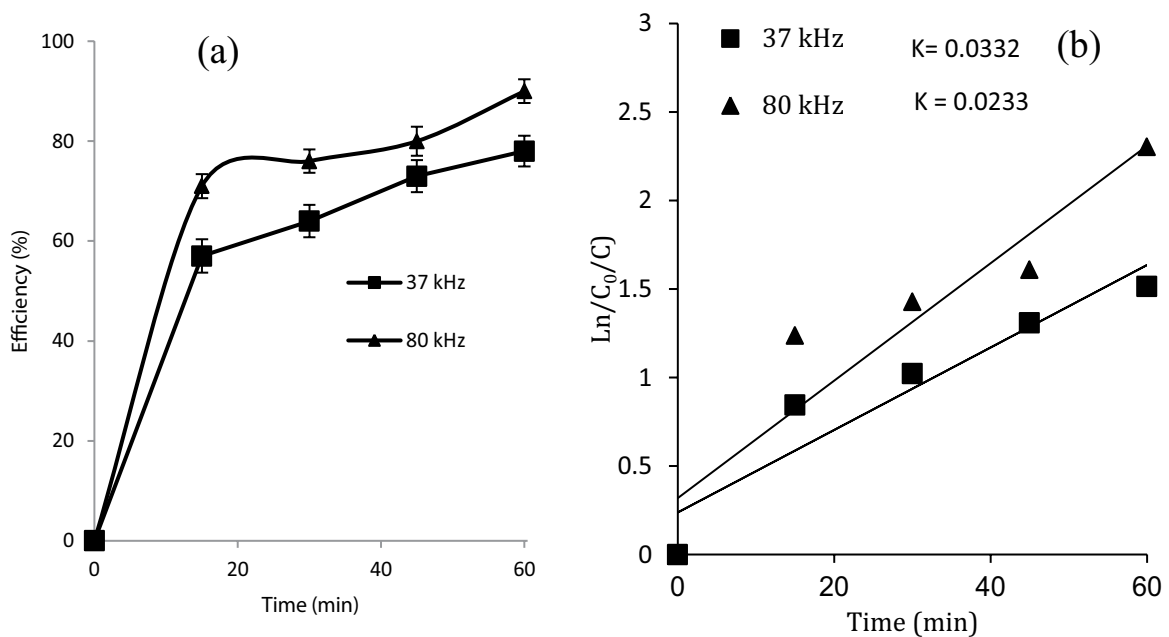 (a)
100
80
60
40
20
0
Efficiency (%)
37 kHz
80 kHz
0 20 40 60
Time (min)
(b)
37 kHz K= 0.0332
80 kHz K = 0.0233
3
2.5
2
1.5
1
0.5
0
Ln/C₀/C)
0 20 40 60
Time (min)